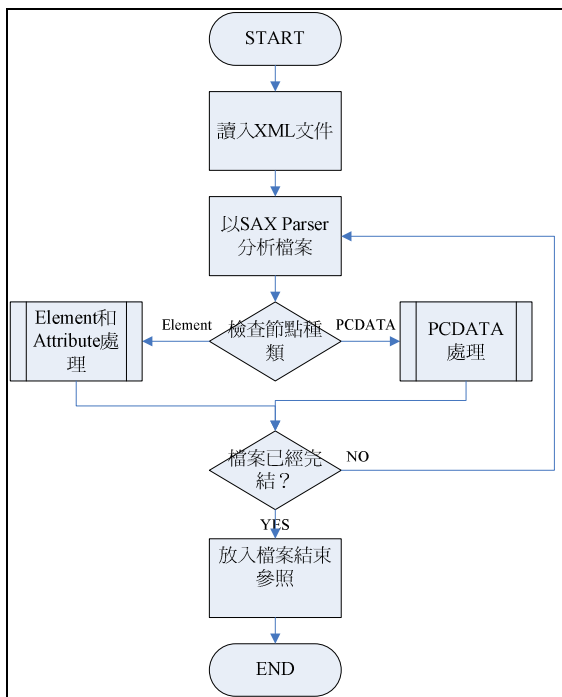 START
讀入XML文件
以SAX Parser
分析檔案
Element和
Attribute處
理
Element
檢查節點種
類
PCDATA
PCDATA
處理
檔案已經完
結？
NO
YES
放入檔案結束
參照
END